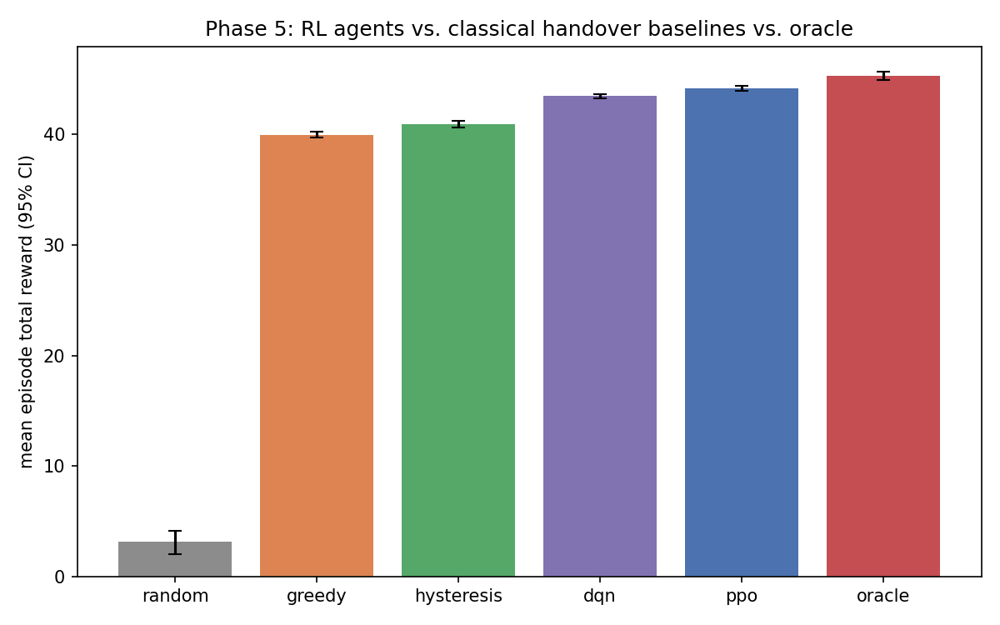 Phase 5: RL agents vs. classical handover baselines vs. oracle
mean episode total reward (95% CI)
40
30
20
10
0
random
greedy
hysteresis
dqn
ppo
oracle